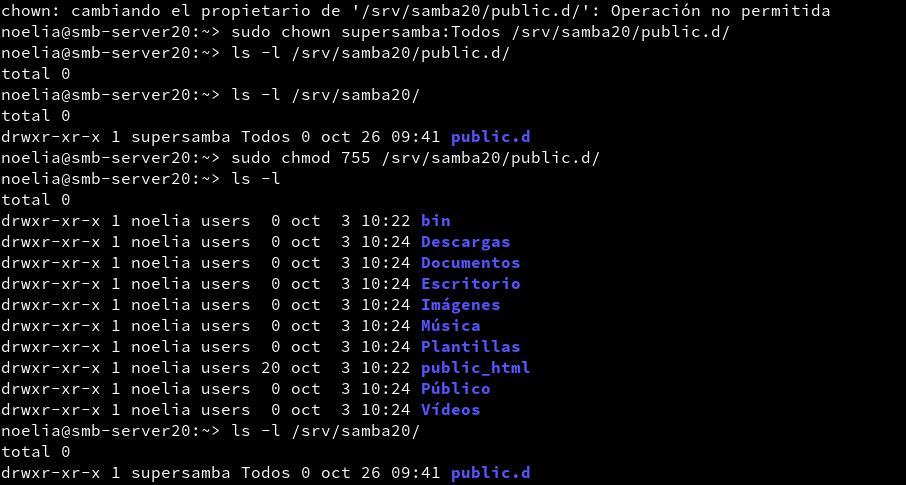 chown: cambiando el propietario de '/srv/samba20/public.d/': Operación no permitida
noelia@smb-server20:~> sudo chown supersamba:Todos /srv/samba20/public.d/
noelia@smb-server20:~> ls -l /srv/samba20/public.d/
total 0
noelia@smb-server20:~> ls -l /srv/samba20/
total 0
drwxr-xr-x 1 supersamba Todos 0 oct 26 09:41 public.d
noelia@smb-server20:~> sudo chmod 755 /srv/samba20/public.d/
noelia@smb-server20:~> ls -l
total 0
drwxr-xr-x 1 noelia users  0 oct  3 10:22 bin
drwxr-xr-x 1 noelia users  0 oct  3 10:24 Descargas
drwxr-xr-x 1 noelia users  0 oct  3 10:24 Documentos
drwxr-xr-x 1 noelia users  0 oct  3 10:24 Escritorio
drwxr-xr-x 1 noelia users  0 oct  3 10:24 Imágenes
drwxr-xr-x 1 noelia users  0 oct  3 10:24 Música
drwxr-xr-x 1 noelia users  0 oct  3 10:24 Plantillas
drwxr-xr-x 1 noelia users 20 oct  3 10:22 public_html
drwxr-xr-x 1 noelia users  0 oct  3 10:24 Público
drwxr-xr-x 1 noelia users  0 oct  3 10:24 Vídeos
noelia@smb-server20:~> ls -l /srv/samba20/
total 0
drwxr-xr-x 1 supersamba Todos 0 oct 26 09:41 public.d